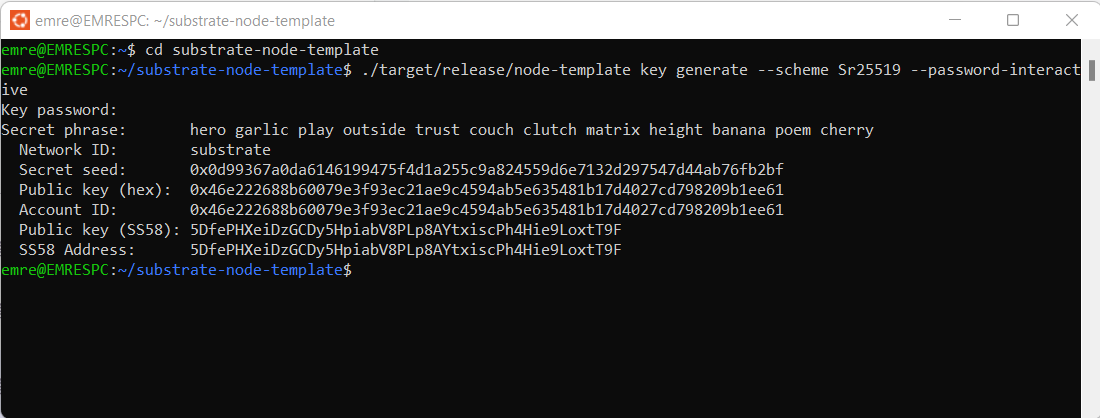 emre@EMRESPC: ~/substrate-node-template
emre@EMRESPC:~$ cd substrate-node-template
emre@EMRESPC:~/substrate-node-template$ ./target/release/node-template key generate --scheme Sr25519 --password-interact
ive
Key password:
Secret phrase:       hero garlic play outside trust couch clutch matrix height banana poem cherry
  Network ID:        substrate
  Secret seed:       0x0d99367a0da6146199475f4d1a255c9a824559d6e7132d297547d44ab76fb2bf
  Public key (hex):  0x46e222688b60079e3f93ec21ae9c4594ab5e635481b17d4027cd798209b1ee61
  Account ID:        0x46e222688b60079e3f93ec21ae9c4594ab5e635481b17d4027cd798209b1ee61
  Public key (SS58): 5DfePHXeiDzGCDy5HpiabV8PLp8AYtxiscPh4Hie9LoxtT9F
  SS58 Address:      5DfePHXeiDzGCDy5HpiabV8PLp8AYtxiscPh4Hie9LoxtT9F
emre@EMRESPC:~/substrate-node-template$